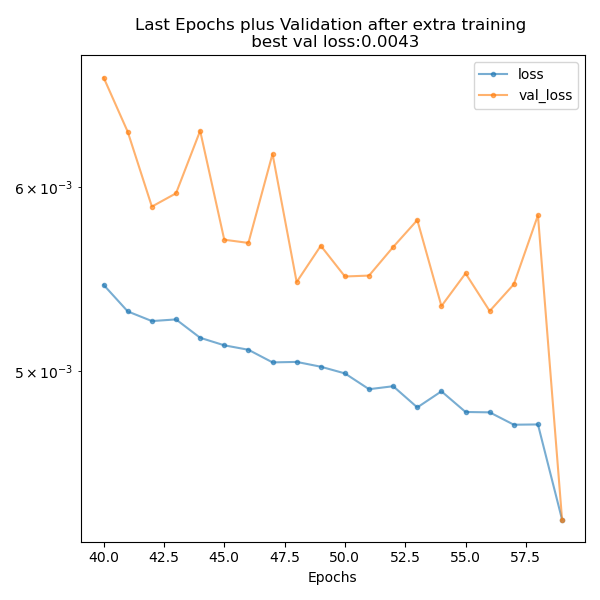 Last Epochs plus Validation after extra training
best val loss:0.0043
loss
val_loss
6 × 10⁻³
5 × 10⁻³
40.0 42.5 45.0 47.5 50.0 52.5 55.0 57.5
Epochs